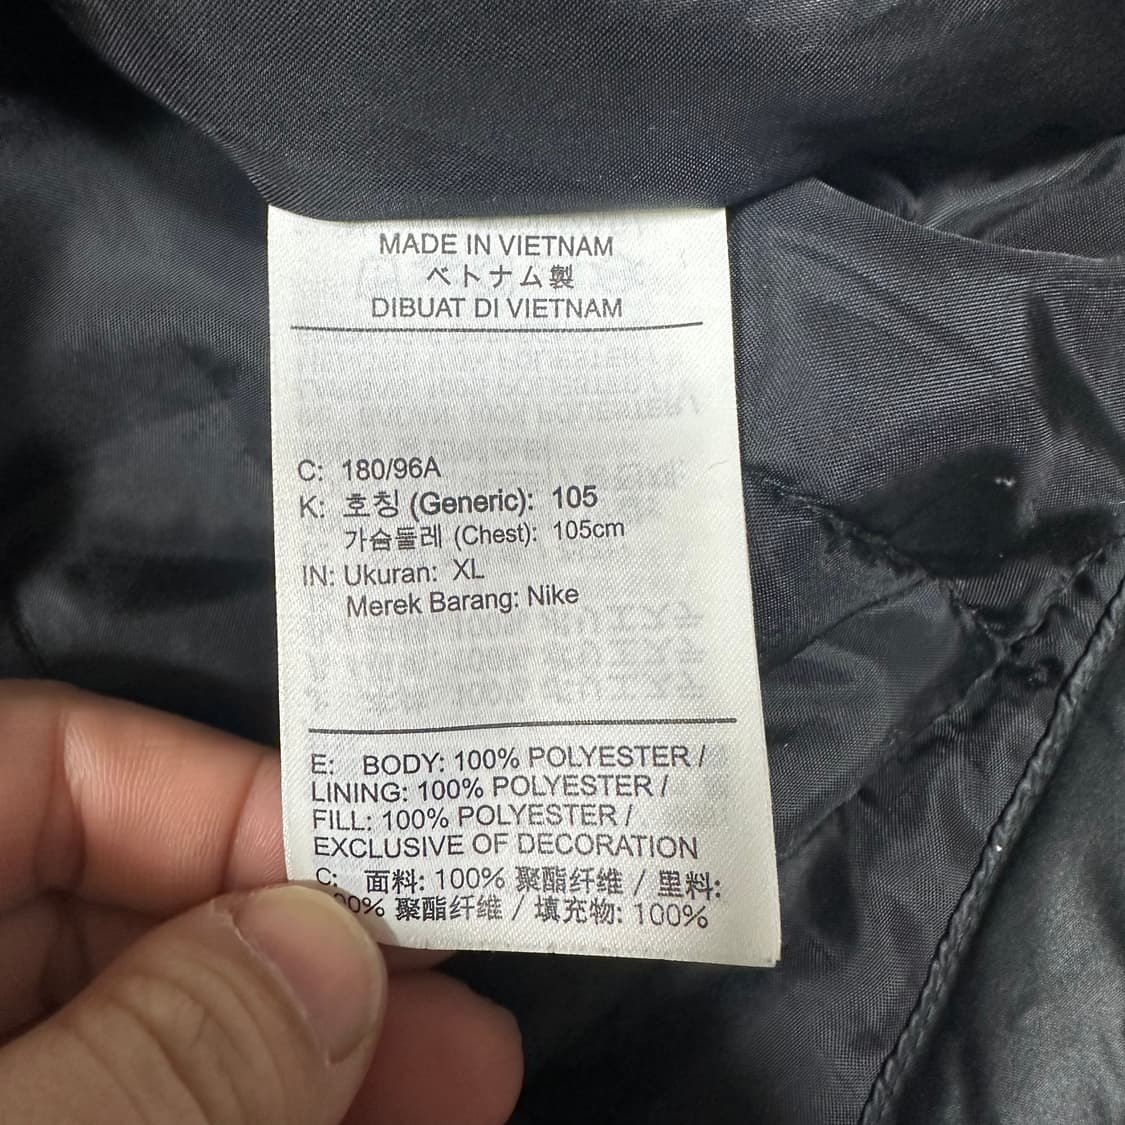 MADE IN VIETNAM
ベトナム製
DIBUAT DI VIETNAM
C: 180/96A
K: 호칭 (Generic): 105
가슴둘레 (Chest): 105cm
IN: Ukuran: XL
Merek Barang: Nike
E: BODY: 100% POLYESTER /
LINING: 100% POLYESTER /
FILL: 100% POLYESTER /
EXCLUSIVE OF DECORATION
C: 面料: 100% 聚酯纤维 / 里料:
00% 聚酯纤维 / 填充物: 100%